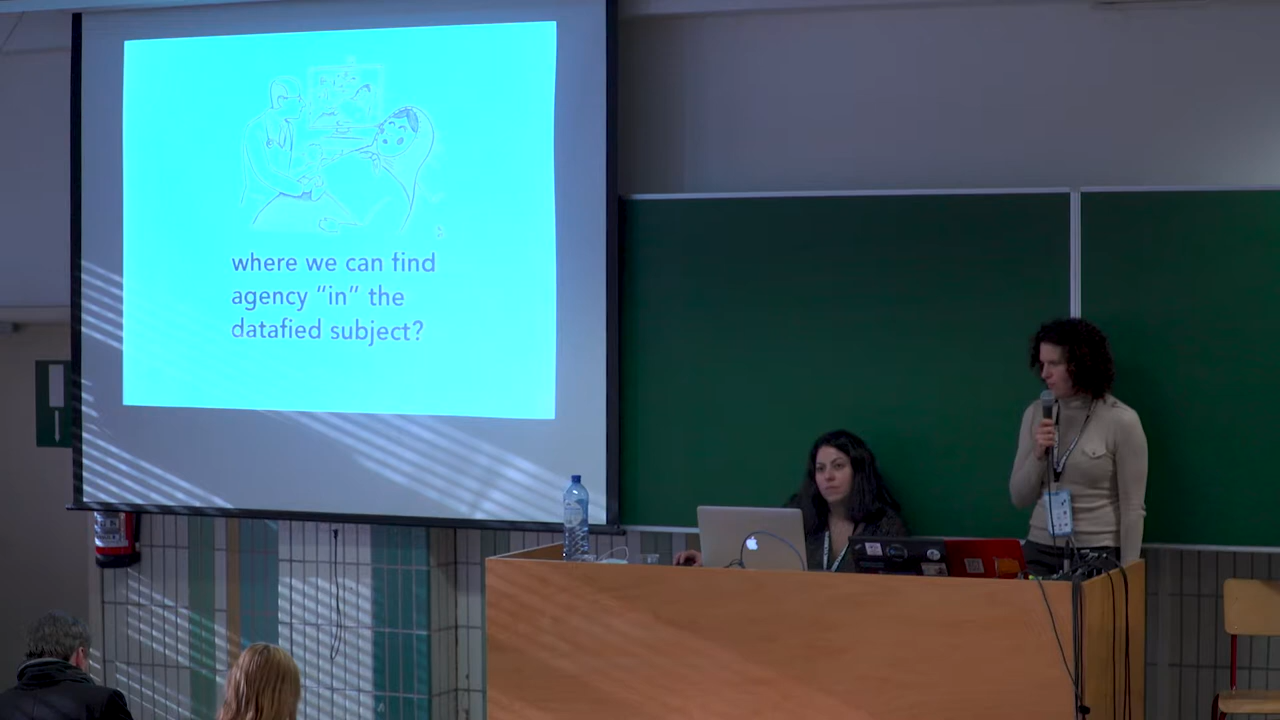 where we can find
agency “in” the
datafied subject?